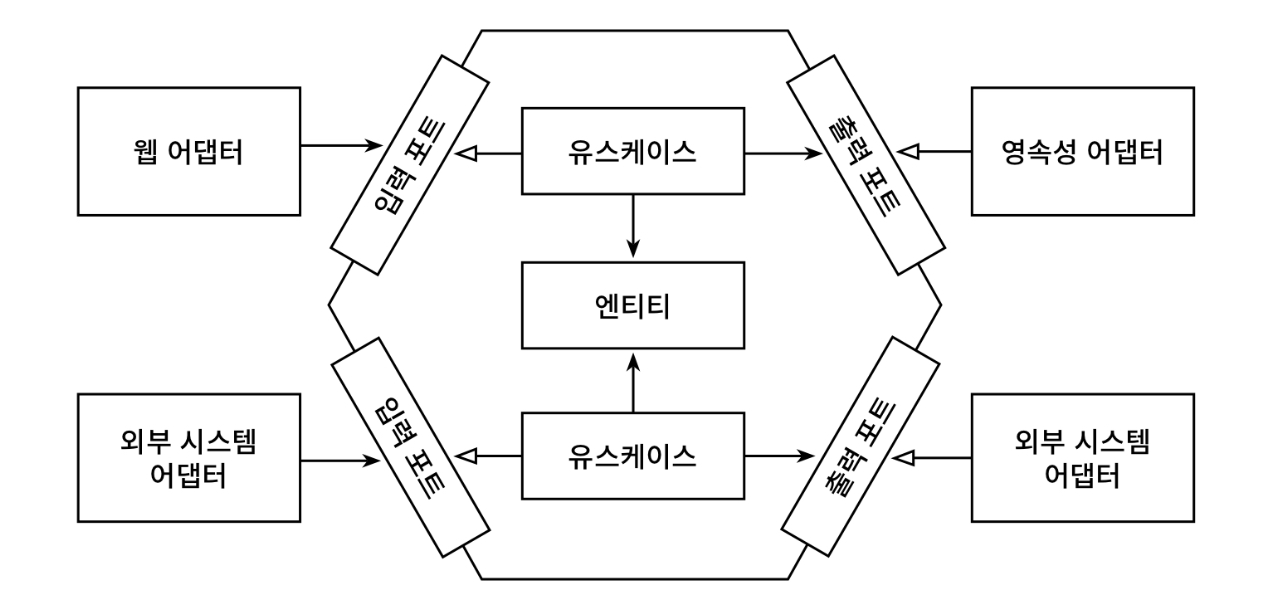 웹 어댑터
입력 포트
유스케이스
출력 포트
영속성 어댑터
엔티티
외부 시스템
어댑터
입력 포트
유스케이스
출력 포트
외부 시스템
어댑터